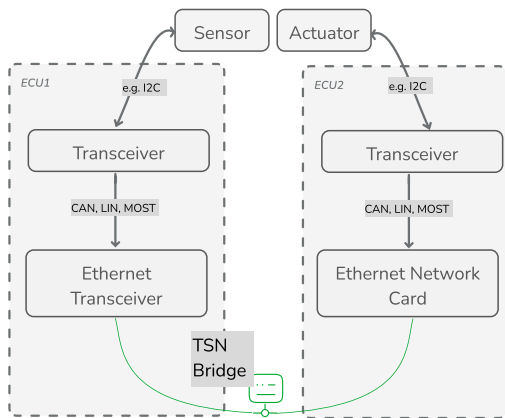 Sensor
Actuator
ECU1
e.g. I2C
ECU2
e.g. I2C
Transceiver
Transceiver
CAN, LIN, MOST
CAN, LIN, MOST
Ethernet
Transceiver
Ethernet Network
Card
TSN
Bridge